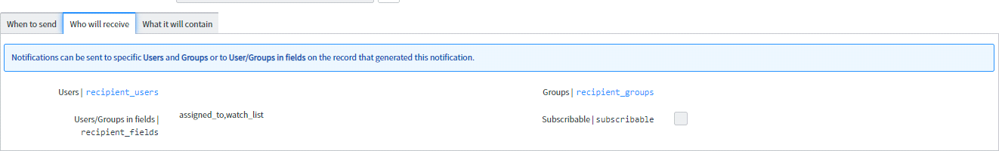 When to send
Who will receive
What it will contain
Notifications can be sent to specific Users and Groups or to User/Groups in fields on the record that generated this notification.
Users | recipient_users
Groups | recipient_groups
Users/Groups in fields |
recipient_fields
assigned_to,watch_list
Subscribable | subscribable